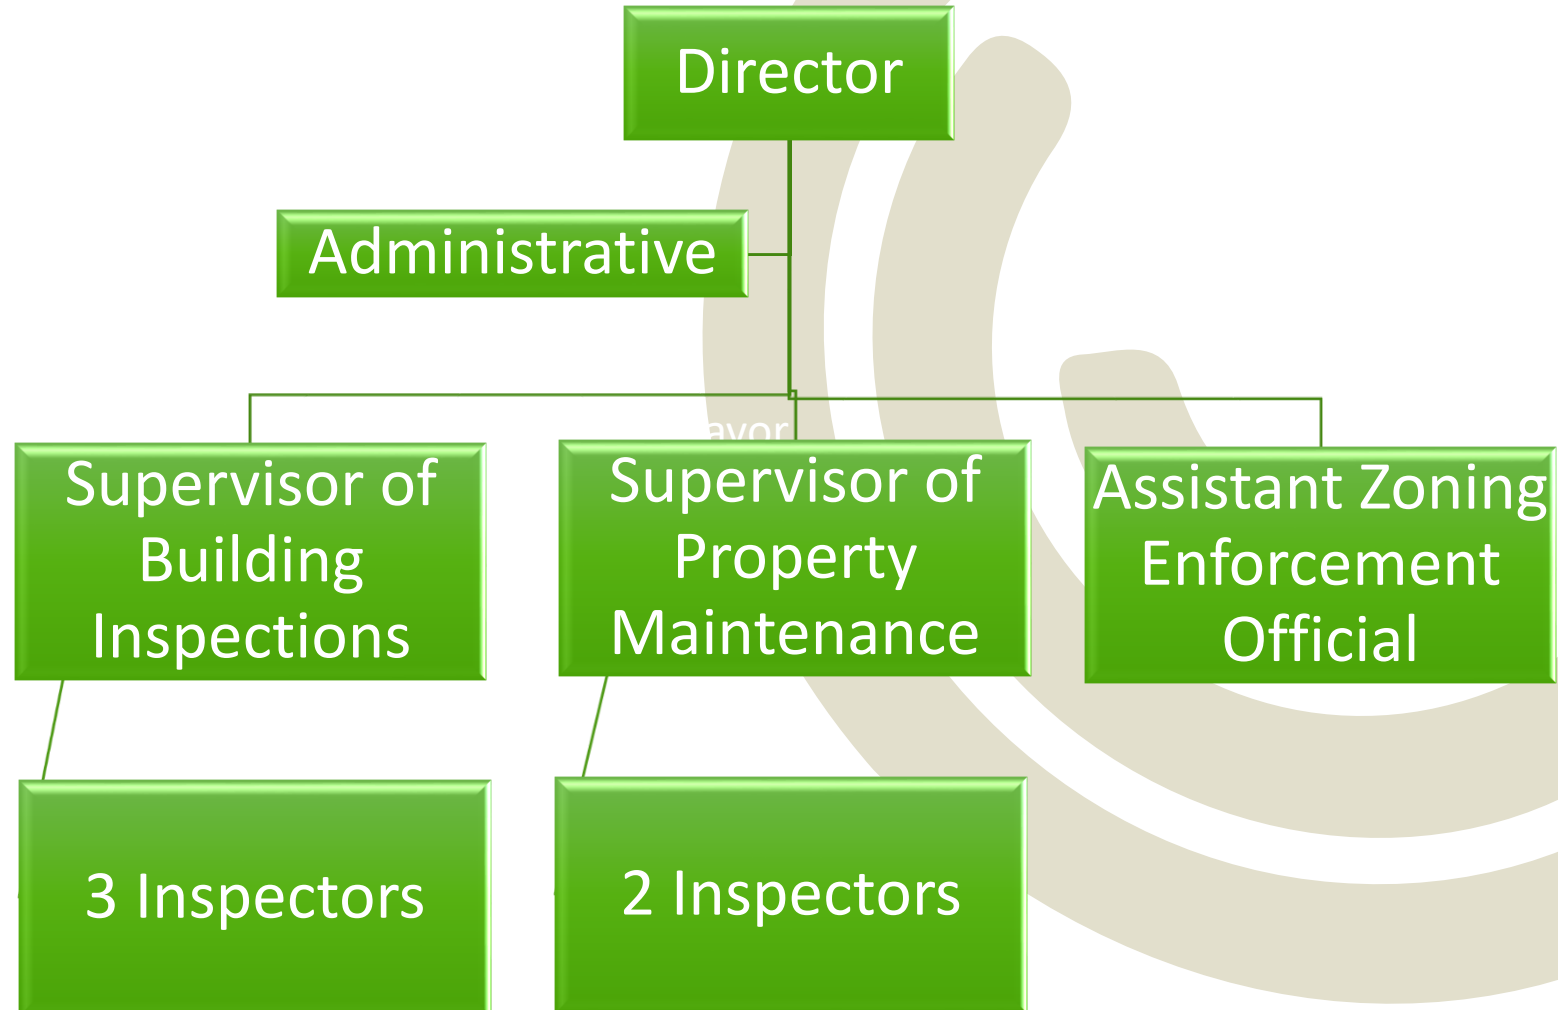 Director
Administrative
Supervisor of
Building
Inspections
Supervisor of
Property
Maintenance
Assistant Zoning
Enforcement
Official
3 Inspectors
2 Inspectors